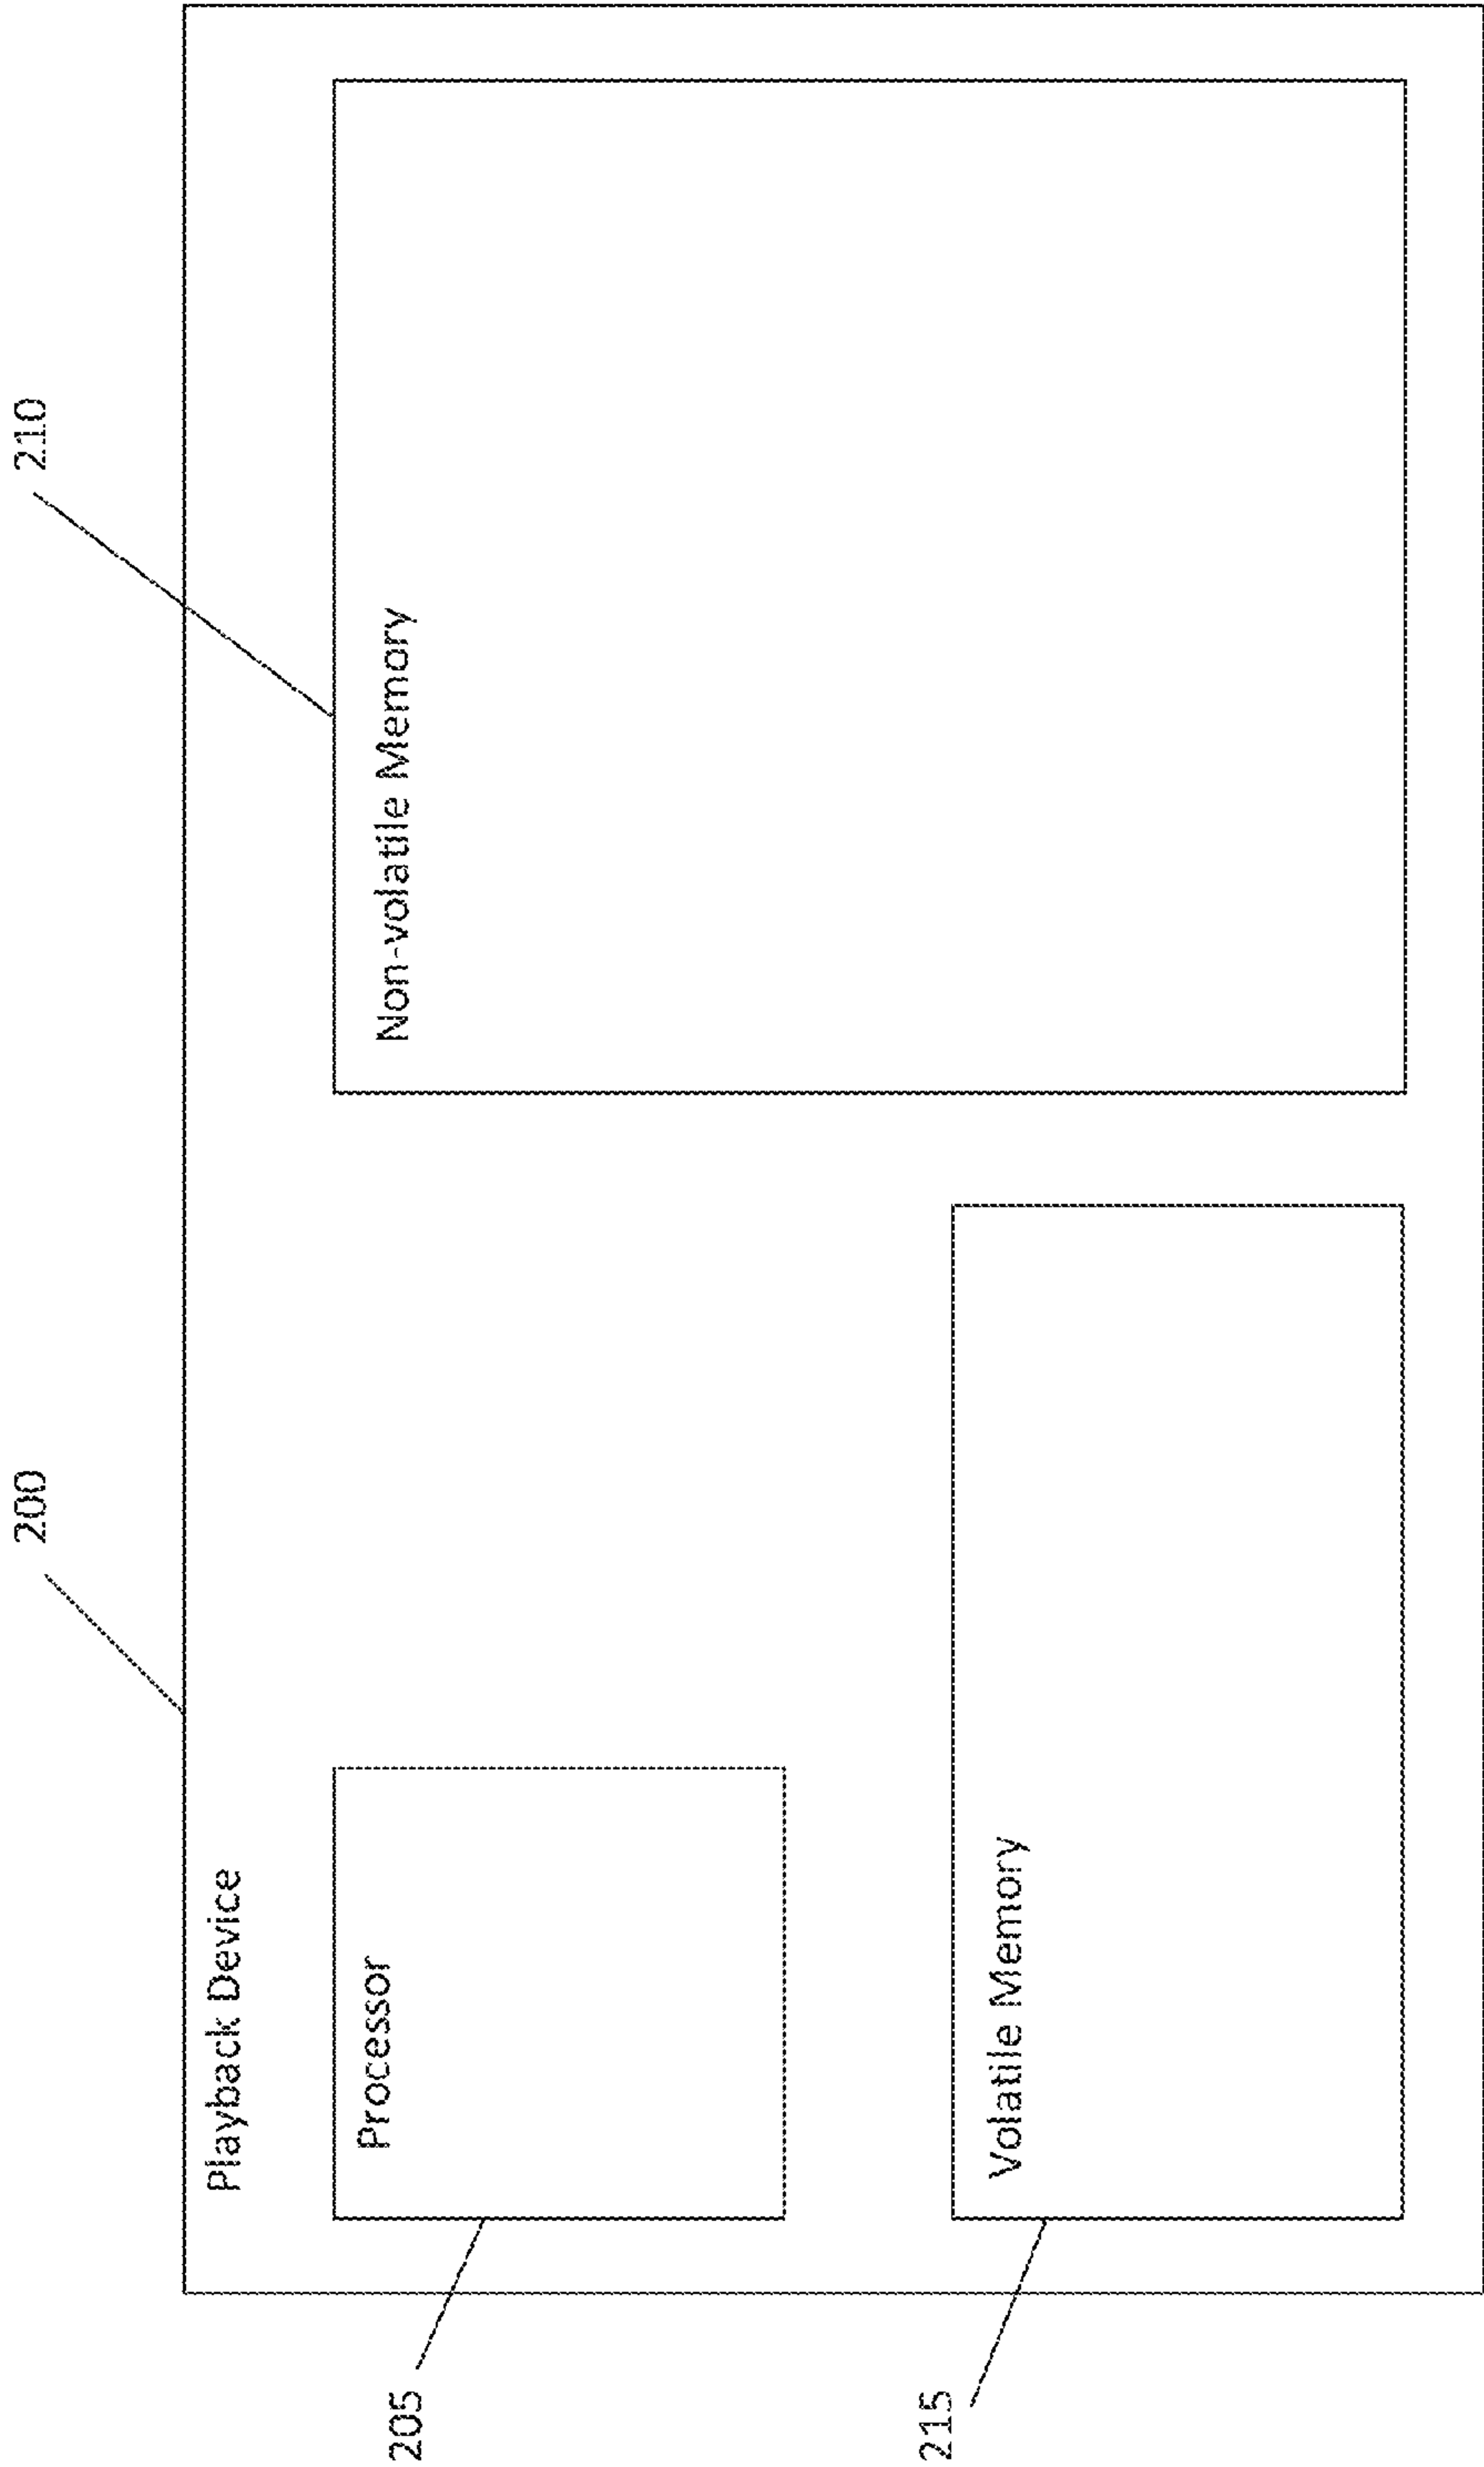 200
210
Playback Device
205
Processor
Non-volatile Memory
215
Volatile Memory